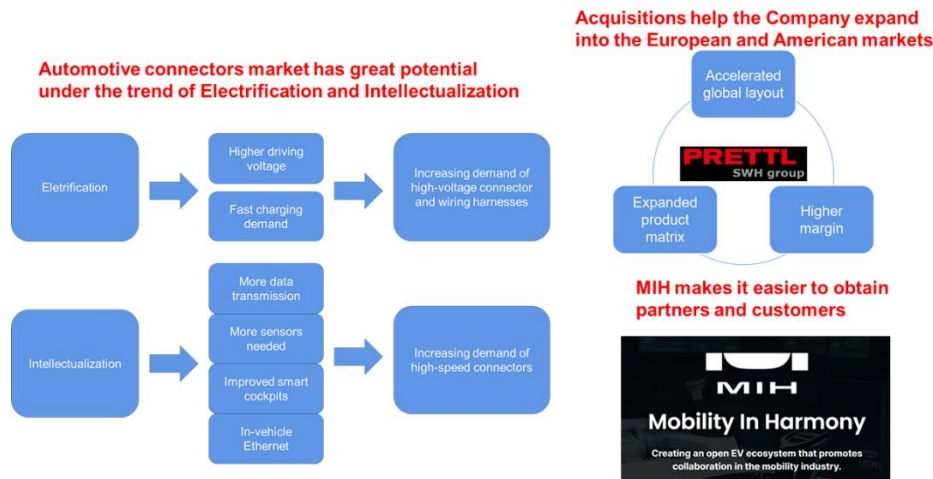 Automotive connectors market has great potential
under the trend of Electrification and Intellectualization
Eletrification
Higher driving
voltage
Fast charging
demand
Increasing demand of
high-voltage connector
and wiring harnesses
Intellectualization
More data
transmission
More sensors
needed
Improved smart
cockpits
In-vehicle
Ethernet
Increasing demand of
high-speed connectors
Acquisitions help the Company expand
into the European and American markets
Accelerated
global layout
PRETTL
SWH group
Expanded
product
matrix
Higher
margin
MIH makes it easier to obtain
partners and customers
MIH
Mobility In Harmony
Creating an open EV ecosystem that promotes
collaboration in the mobility industry.